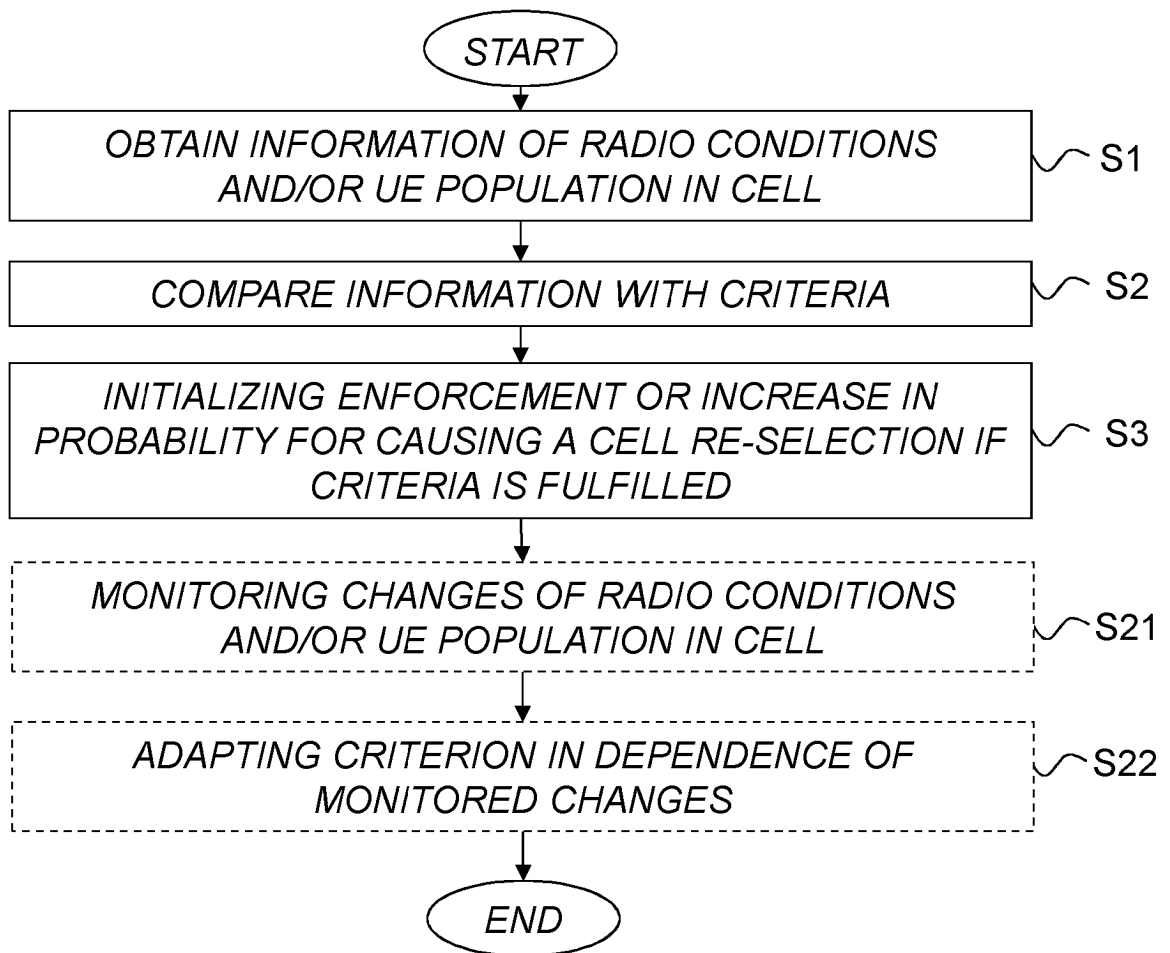 START
OBTAIN INFORMATION OF RADIO CONDITIONS
AND/OR UE POPULATION IN CELL
S1
COMPARE INFORMATION WITH CRITERIA
S2
INITIALIZING ENFORCEMENT OR INCREASE IN
PROBABILITY FOR CAUSING A CELL RE-SELECTION IF
CRITERIA IS FULFILLED
S3
MONITORING CHANGES OF RADIO CONDITIONS
AND/OR UE POPULATION IN CELL
S21
ADAPTING CRITERION IN DEPENDENCE OF
MONITORED CHANGES
S22
END